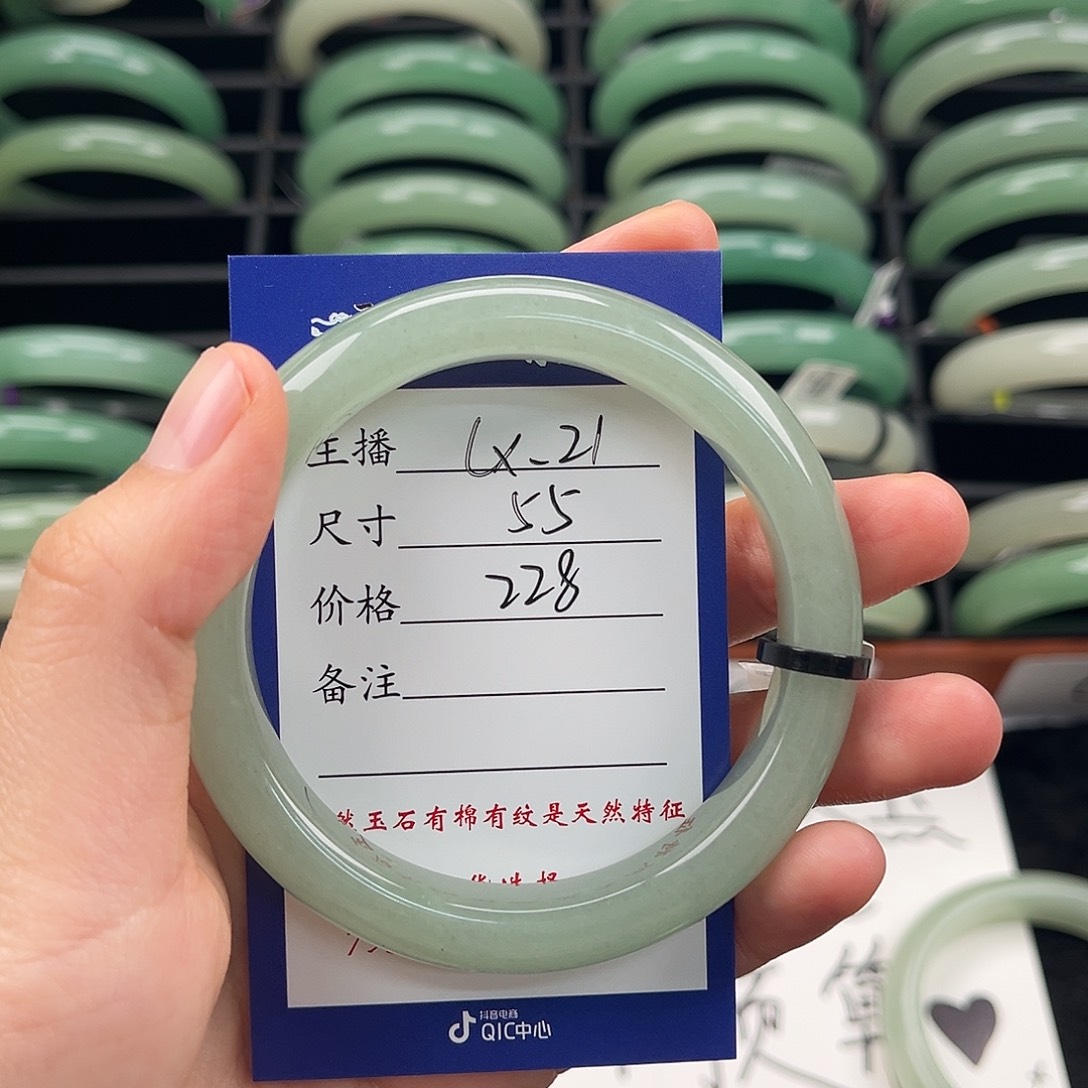 主播 Lx-21
尺寸 55
价格 228
备注
然玉石有棉有纹是天然特征
抖音电商
QIC中心